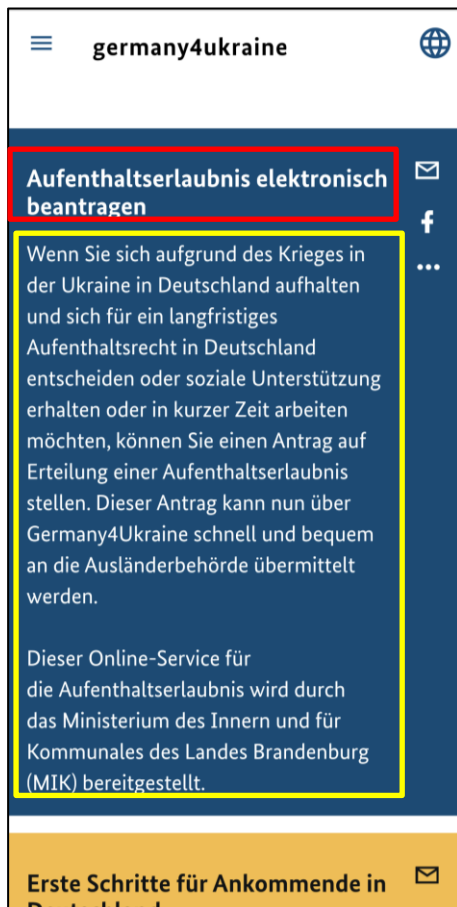 germany4ukraine
Aufenthaltserlaubnis elektronisch
beantragen
Wenn Sie sich aufgrund des Krieges in
der Ukraine in Deutschland aufhalten
und sich für ein langfristiges
Aufenthaltsrecht in Deutschland
entscheiden oder soziale Unterstützung
erhalten oder in kurzer Zeit arbeiten
möchten, können Sie einen Antrag auf
Erteilung einer Aufenthaltserlaubnis
stellen. Dieser Antrag kann nun über
Germany4Ukraine schnell und bequem
an die Ausländerbehörde übermittelt
werden.
Dieser Online-Service für
die Aufenthaltserlaubnis wird durch
das Ministerium des Innern und für
Kommunales des Landes Brandenburg
(MIK) bereitgestellt.
Erste Schritte für Ankommende in
Deutschland